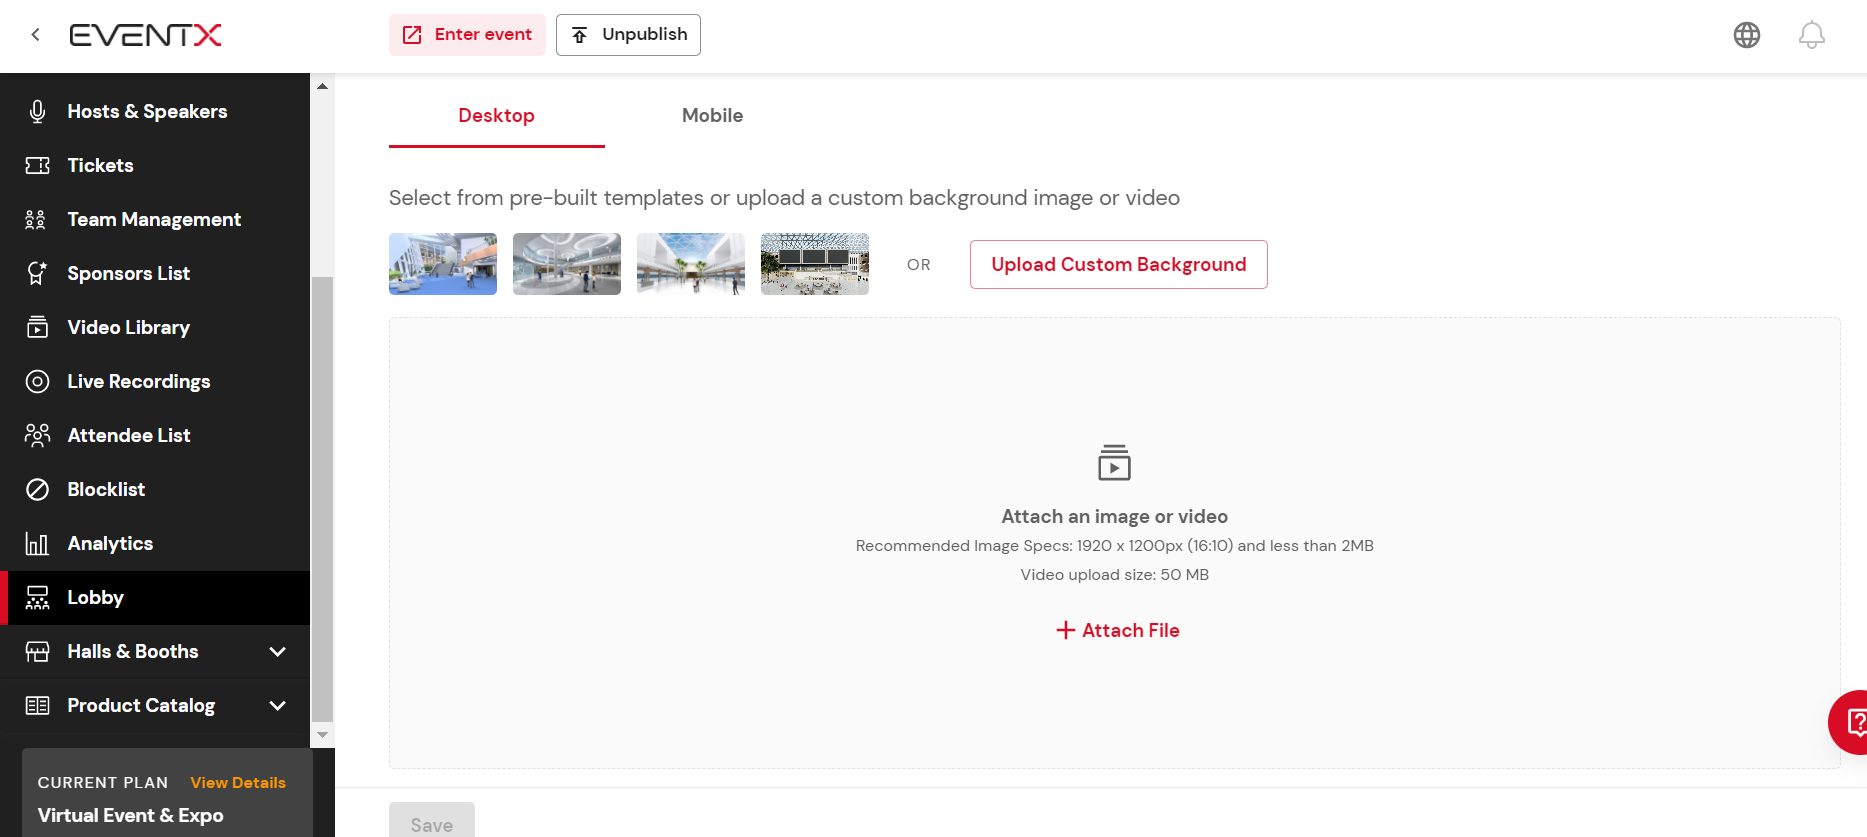 EVENTX
Enter event
Unpublish
Hosts & Speakers
Tickets
Team Management
Sponsors List
Video Library
Live Recordings
Attendee List
Blocklist
Analytics
Lobby
Halls & Booths
Product Catalog
CURRENT PLAN View Details
Virtual Event & Expo
Desktop
Mobile
Select from pre-built templates or upload a custom background image or video
OR
Upload Custom Background
Attach an image or video
Recommended Image Specs: 1920 x 1200px (16:10) and less than 2MB
Video upload size: 50 MB
+ Attach File
Save